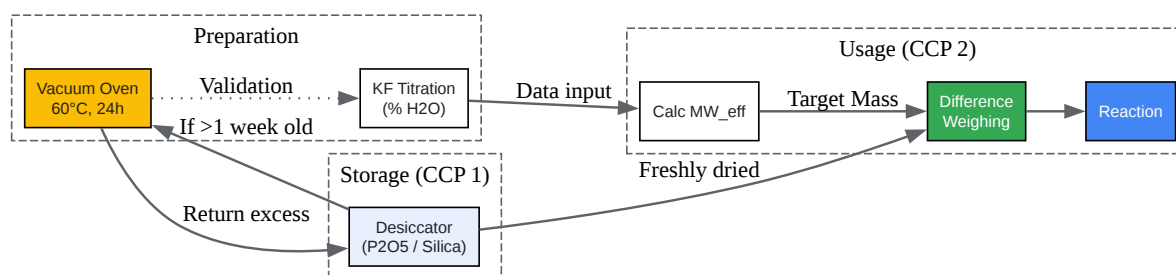 Preparation
Vacuum Oven
60°C, 24h
Validation
KF Titration
(% H2O)
If >1 week old
Data input
Usage (CCP 2)
Calc MW_eff
Target Mass
Difference
Weighing
Reaction
Storage (CCP 1)
Return excess
Desiccator
(P2O5 / Silica)
Freshly dried